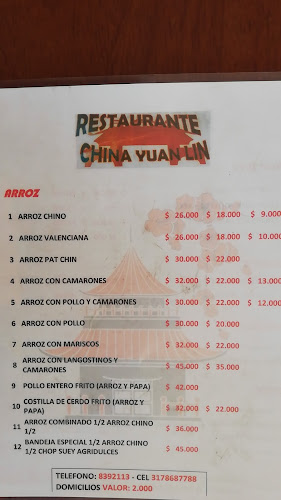 RESTAURANTE
CHINA YUAN LIN
ARROZ
1 ARROZ CHINO $ 26.000 $ 18.000 $ 9.000
2 ARROZ VALENCIANA $ 26.000 $ 18.000 $ 10.000
3 ARROZ PAT CHIN $ 30.000 $ 22.000
4 ARROZ CON CAMARONES $ 32.000 $ 22.000 $ 13.000
5 ARROZ CON POLLO Y CAMARONES $ 30.000 $ 22.000 $ 12.000
6 ARROZ CON POLLO $ 30.000 $ 20.000
7 ARROZ CON MARISCOS $ 32.000 $ 22.000
8 ARROZ CON LANGOSTINOS Y
CAMARONES $ 45.000 $ 35.000
9 POLLO ENTERO FRITO (ARROZ Y PAPA) $ 42.000
10 COSTILLA DE CERDO FRITO (ARROZ Y
PAPA) $ 32.000 $ 22.000
11 ARROZ COMBINADO 1/2 ARROZ CHINO
1/2 $ 36.000
12 BANDEJA ESPECIAL 1/2 ARROZ CHINO
1/2 CHOP SUEY AGRIDULCES $ 45.000
TELEFONO: 8392113 - CEL 3178687788
DOMICILIOS VALOR: 2.000